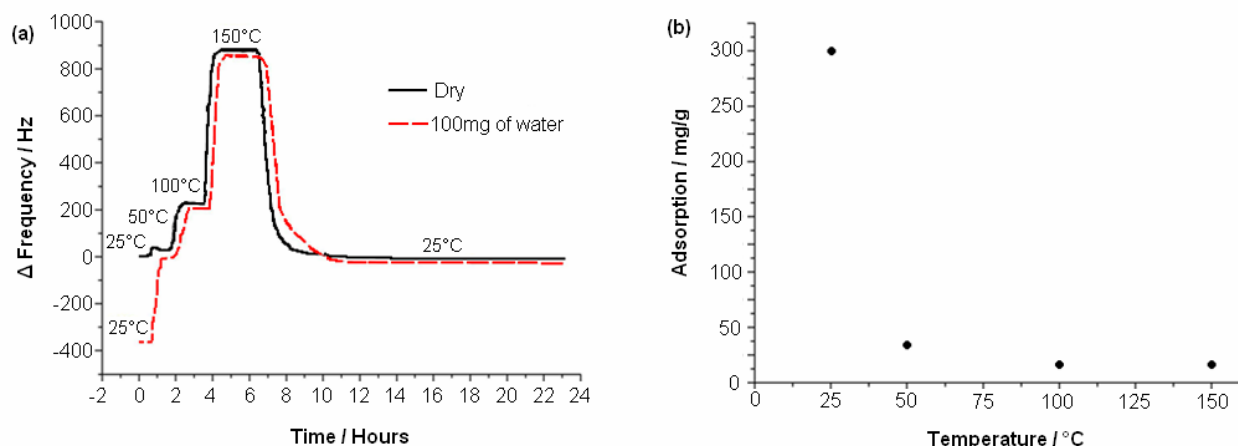 (a)
1000
800
600
400
200
0
-200
-400
Δ Frequency / Hz
150°C
100°C
50°C
25°C
25°C
25°C
Dry
100mg of water
-2 0 2 4 6 8 10 12 14 16 18 20 22 24
Time / Hours
(b)
300
250
200
150
100
50
0
Adsorption / mg/g
0 25 50 75 100 125 150
Temperature / °C